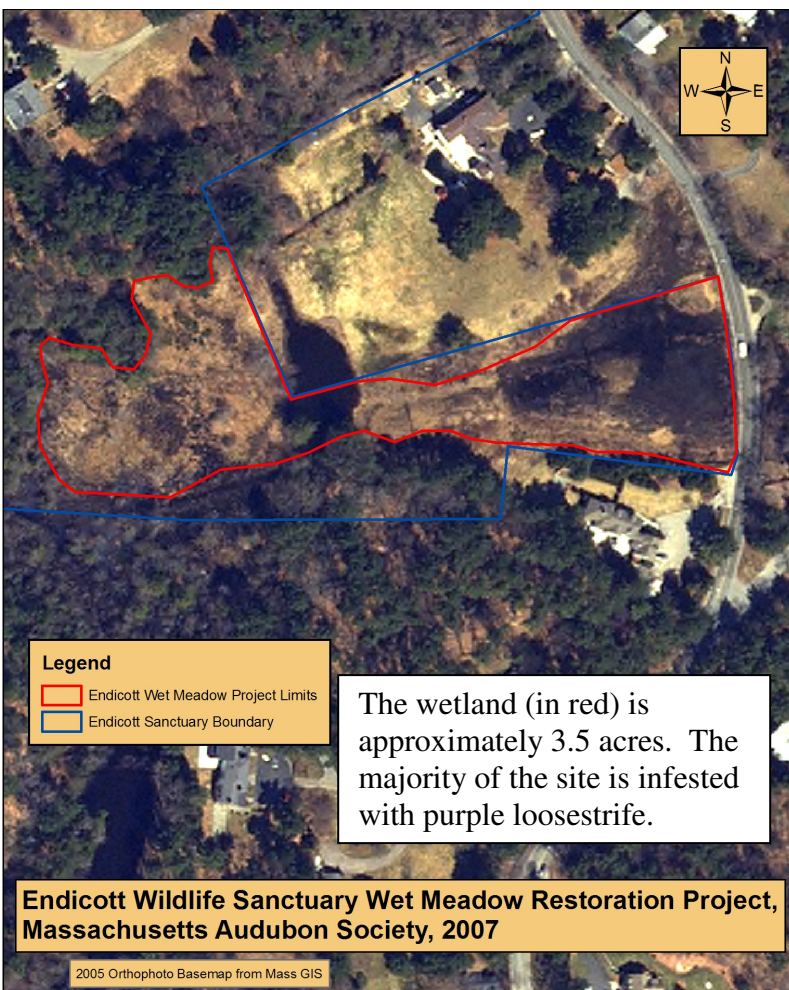 N
W E
S
Legend
Endicott Wet Meadow Project Limits
Endicott Sanctuary Boundary
The wetland (in red) is
approximately 3.5 acres. The
majority of the site is infested
with purple loosestrife.
Endicott Wildlife Sanctuary Wet Meadow Restoration Project,
Massachusetts Audubon Society, 2007
2005 Orthophoto Basemap from Mass GIS